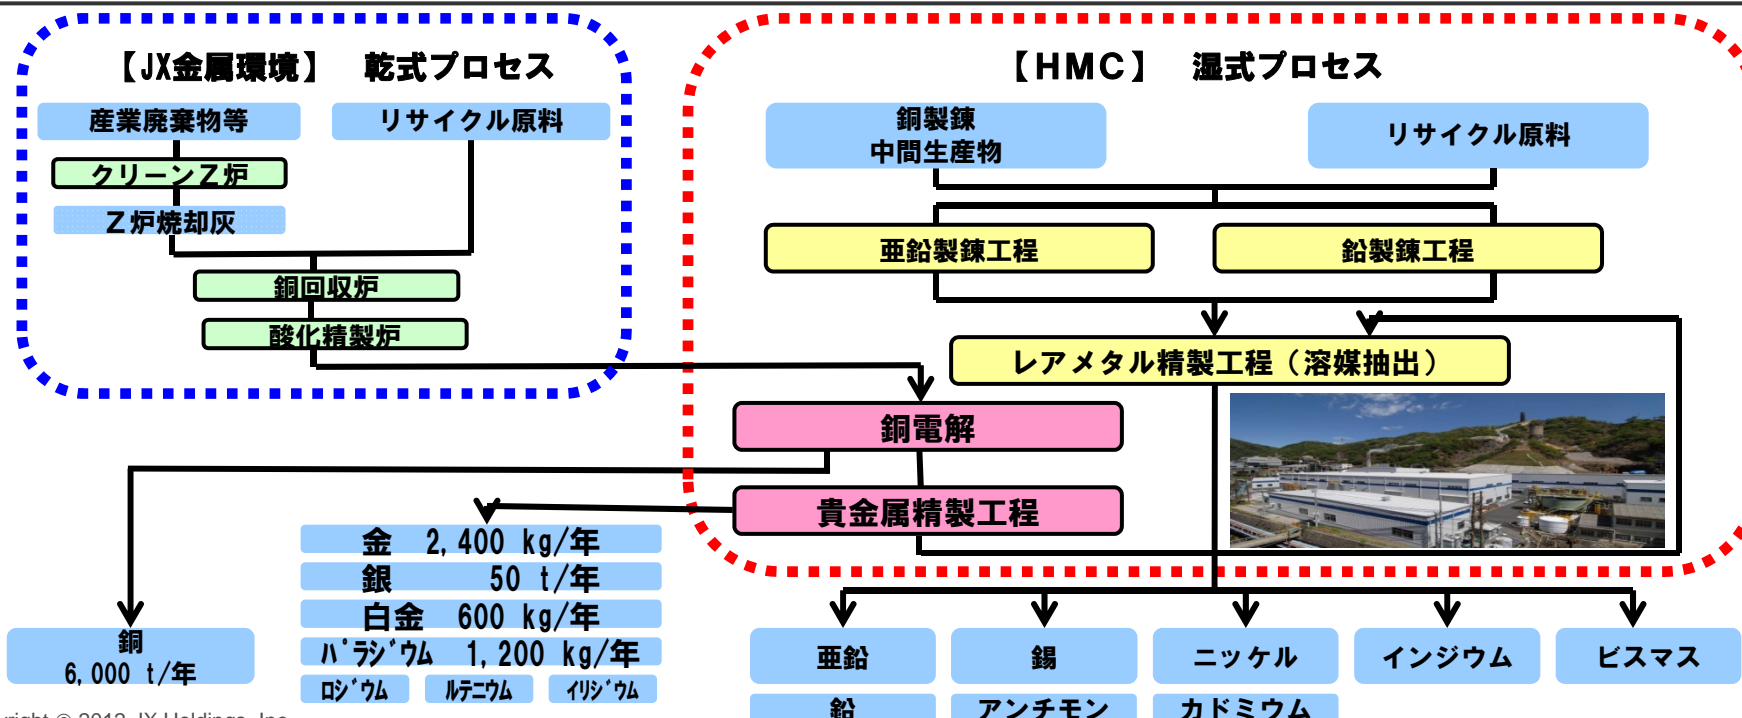 【JX金属環境】 乾式プロセス
産業廃棄物等
リサイクル原料
クリーンZ炉
Z炉焼却灰
銅回収炉
酸化精製炉
【HMC】 湿式プロセス
銅製錬
中間生産物
リサイクル原料
亜鉛製錬工程
鉛製錬工程
レアメタル精製工程（溶媒抽出）
銅電解
貴金属精製工程
金 2,400 kg/年
銀 50 t/年
白金 600 kg/年
ﾊﾟﾗｼﾞｳﾑ 1,200 kg/年
ﾛｼﾞｳﾑ ﾙﾃﾆｳﾑ ｲﾘｼﾞｳﾑ
銅
6,000 t/年
亜鉛 錫 ニッケル インジウム ビスマス
鉛 アンチモン カドミウム
right © 2012 JX Holdings, Inc.